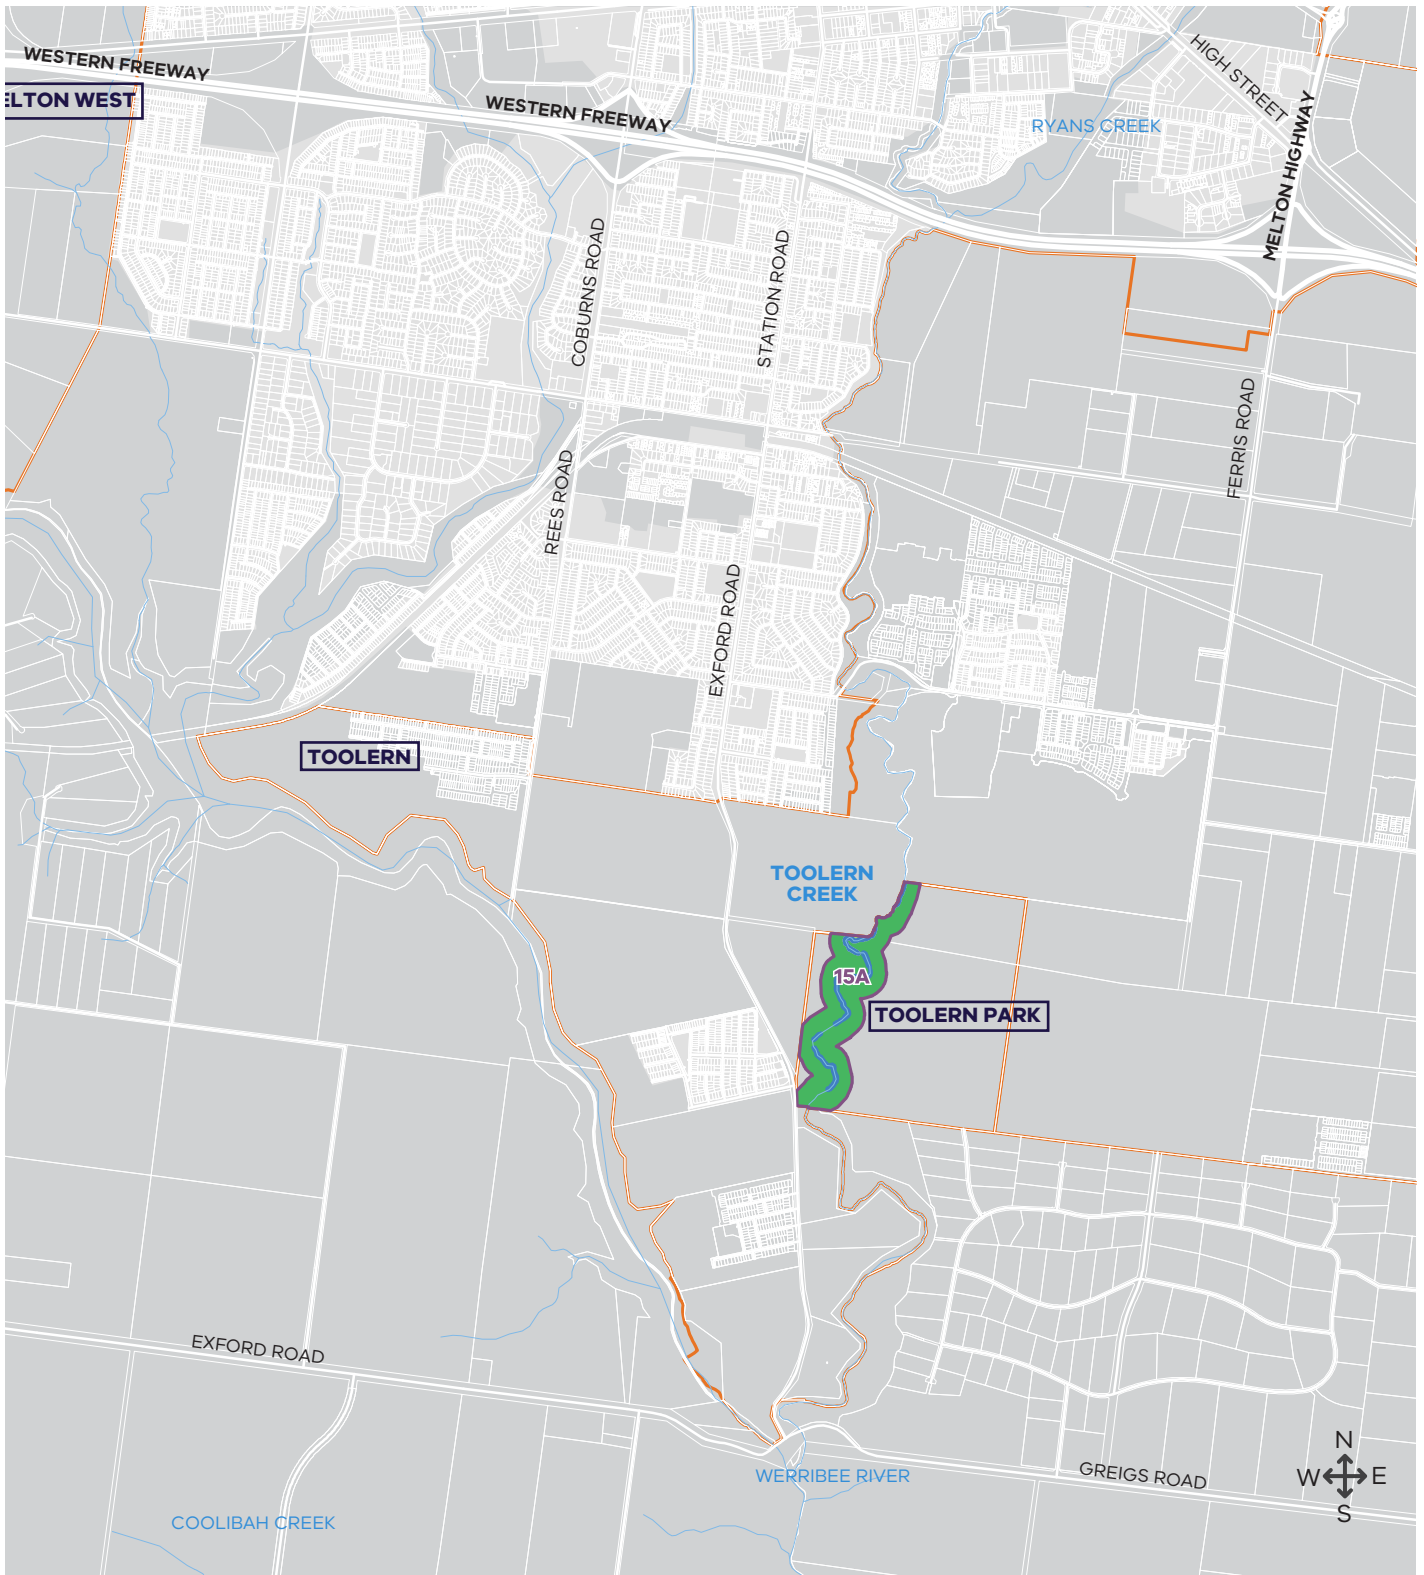 WESTERN FREEWAY
ELTON WEST
WESTERN FREEWAY
HIGH STREET
RYANS CREEK
MELTON HIGHWAY
COBURNS ROAD
STATION ROAD
FERRIS ROAD
REES ROAD
EXFORD ROAD
TOOLERN
TOOLERN
CREEK
15A
TOOLERN PARK
EXFORD ROAD
WERRIBEE RIVER
GREIGS ROAD
COOLIBAH CREEK
N
W E
S